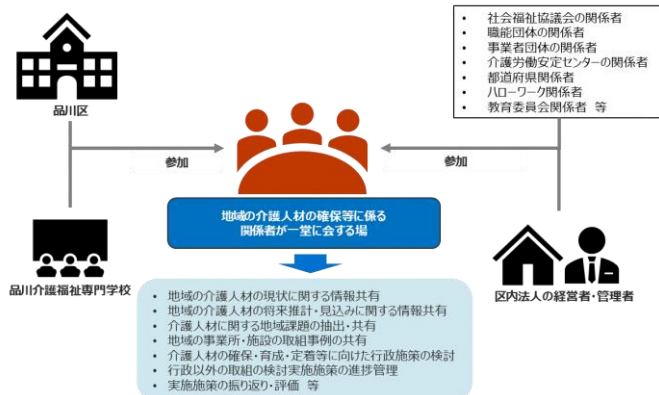 品川区
・ 社会福祉協議会の関係者
・ 職能団体の関係者
・ 事業者団体の関係者
・ 介護労働安定センターの関係者
・ 都道府県関係者
・ ハローワーク関係者
・ 教育委員会関係者 等
参加
参加
地域の介護人材の確保等に係る
関係者が一堂に会する場
品川介護福祉専門学校
区内法人の経営者・管理者
・ 地域の介護人材の現状に関する情報共有
・ 地域の介護人材の将来推計・見込みに関する情報共有
・ 介護人材に関する地域課題の抽出・共有
・ 地域の事業所・施設の取組事例の共有
・ 介護人材の確保・育成・定着等に向けた行政施策の検討
・ 行政以外の取組の検討実施施策の進捗管理
・ 実施施策の振り返り・評価 等